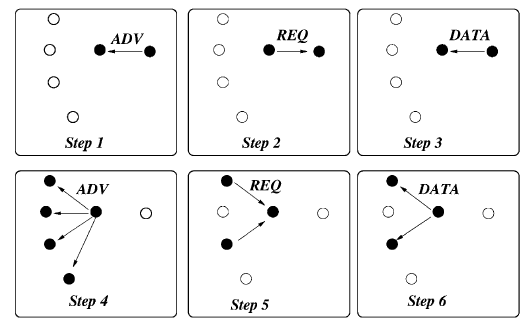 ADV
Step 1
REQ
Step 2
DATA
Step 3
ADV
Step 4
REQ
Step 5
DATA
Step 6